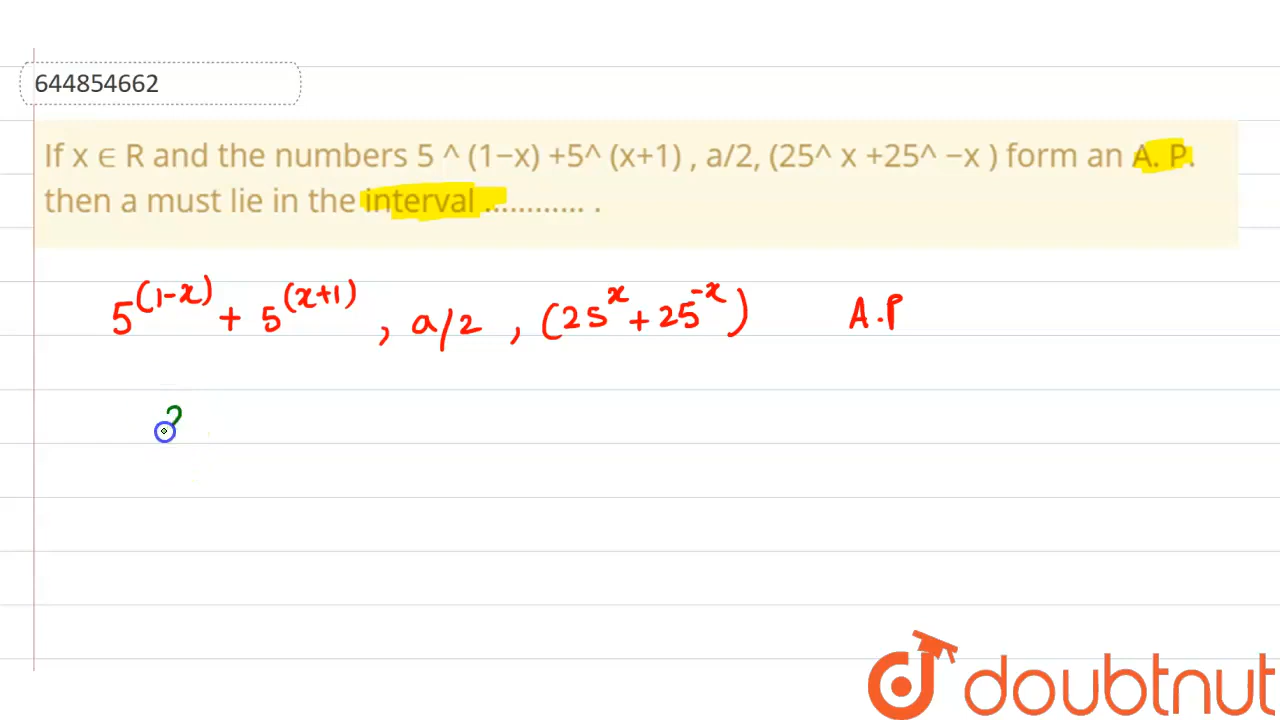 644854662
If x ∈ R and the numbers 5 ^ (1−x) +5^ (x+1) , a/2, (25^ x +25^ −x ) form an A. P.
then a must lie in the interval ............ .
5^(1-x) + 5^(x+1) , a/2 , (25^x + 25^-x) A.P
2
doubtnut